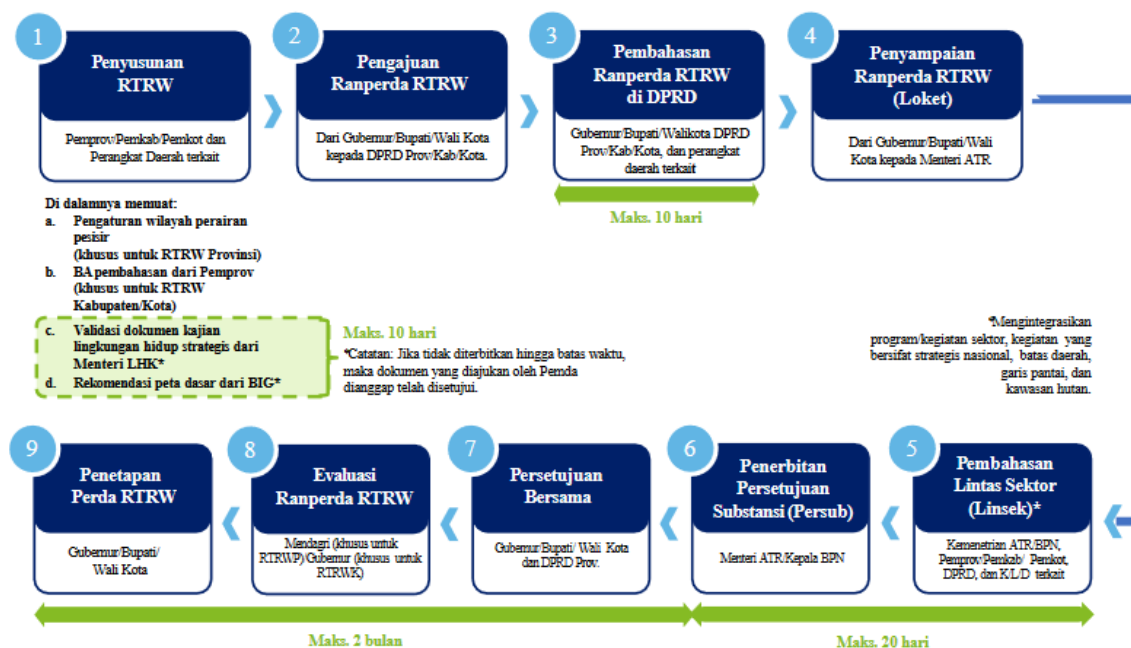 1
Penyusunan
RTRW
Pemprov/Pemkab/Pemkot dan
Perangkat Daerah terkait
2
Pengajuan
Ranperda RTRW
Dari Gubernur/Bupati/Wali Kota
kepada DPRD Prov/Kab/Kota.
3
Pembahasan
Ranperda RTRW
di DPRD
Gubernur/Bupati/Walikota DPRD
Prov/Kab/Kota, dan perangkat
daerah terkait
Maks. 10 hari
4
Penyampaian
Ranperda RTRW
(Loket)
Dari Gubernur/Bupati/Wali
Kota kepada Menteri ATR
Di dalamnya memuat:
a. Pengaturan wilayah perairan
pesisir
(khusus untuk RTRW Provinsi)
b. BA pembahasan dari Pemprov
(khusus untuk RTRW
Kabupaten/Kota)
c. Validasi dokumen kajian
lingkungan hidup strategis dari
Menteri LHK*
d. Rekomendasi peta dasar dari BIG*
Maks. 10 hari
*Catatan: Jika tidak diterbitkan hingga batas waktu,
maka dokumen yang diajukan oleh Pemda
dianggap telah disetujui.
*Mengintegrasikan
program/kegiatan sektor, kegiatan yang
bersifat strategis nasional, batas daerah,
garis pantai, dan
kawasan hutan.
9
Penetapan
Perda RTRW
Gubernur/Bupati/
Wali Kota
8
Evaluasi
Ranperda RTRW
Mendagri (khusus untuk
RTRWP)/Gubernur (khusus untuk
RTRWK)
7
Persetujuan
Bersama
Gubernur/Bupati/ Wali Kota
dan DPRD Prov.
6
Penerbitan
Persetujuan
Substansi (Persub)
Menteri ATR/Kepala BPN
5
Pembahasan
Lintas Sektor
(Linsek)*
Kemenetrian ATR/BPN,
Pemprov/Pemkab/ Pemkot,
DPRD, dan K/L/D terkait
Maks. 2 bulan
Maks. 20 hari